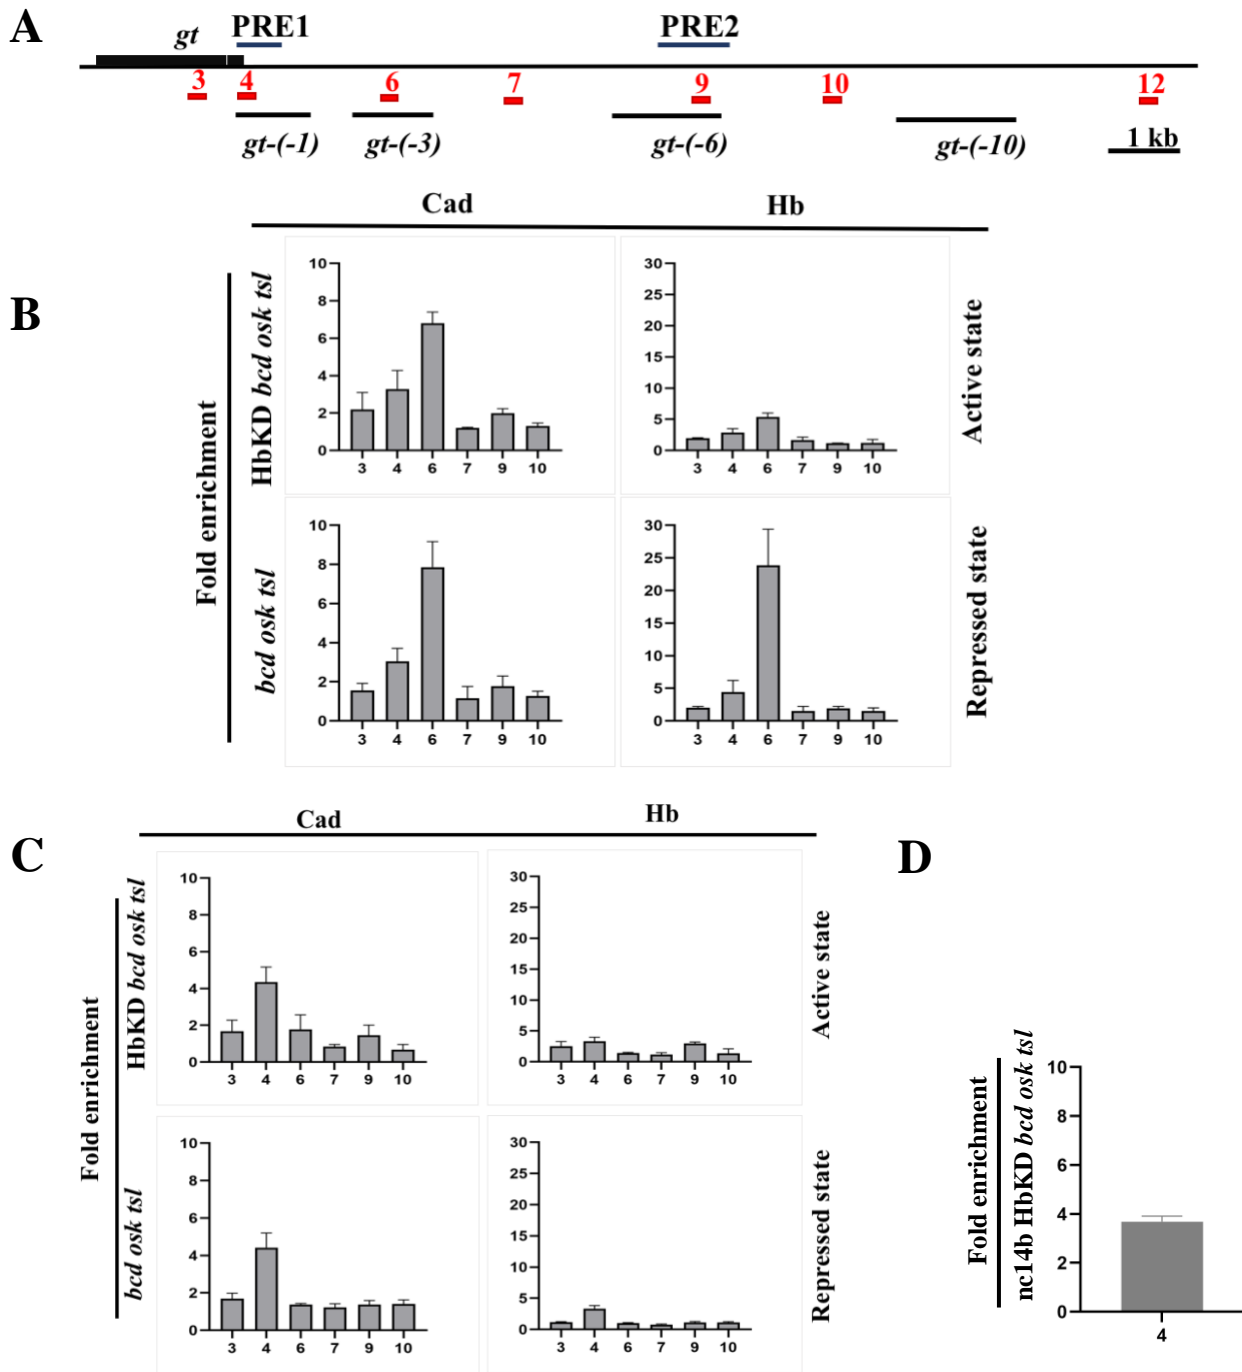 A
gt
PRE1
PRE2
3
4
6
7
9
10
12
gt-(-1)
gt-(-3)
gt-(-6)
gt-(-10)
1 kb
B
Cad
Hb
Fold enrichment
HbKD bcd osk tsl
10
8
6
4
2
0
3 4 6 7 9 10
30
25
20
15
10
5
0
3 4 6 7 9 10
Active state
bcd osk tsl
10
8
6
4
2
0
3 4 6 7 9 10
30
25
20
15
10
5
0
3 4 6 7 9 10
Repressed state
C
Cad
Hb
Fold enrichment
HbKD bcd osk tsl
10
8
6
4
2
0
3 4 6 7 9 10
30
25
20
15
10
5
0
3 4 6 7 9 10
Active state
bcd osk tsl
10
8
6
4
2
0
3 4 6 7 9 10
30
25
20
15
10
5
0
3 4 6 7 9 10
Repressed state
D
Fold enrichment
nc14b HbKD bcd osk tsl
10
8
6
4
2
0
4